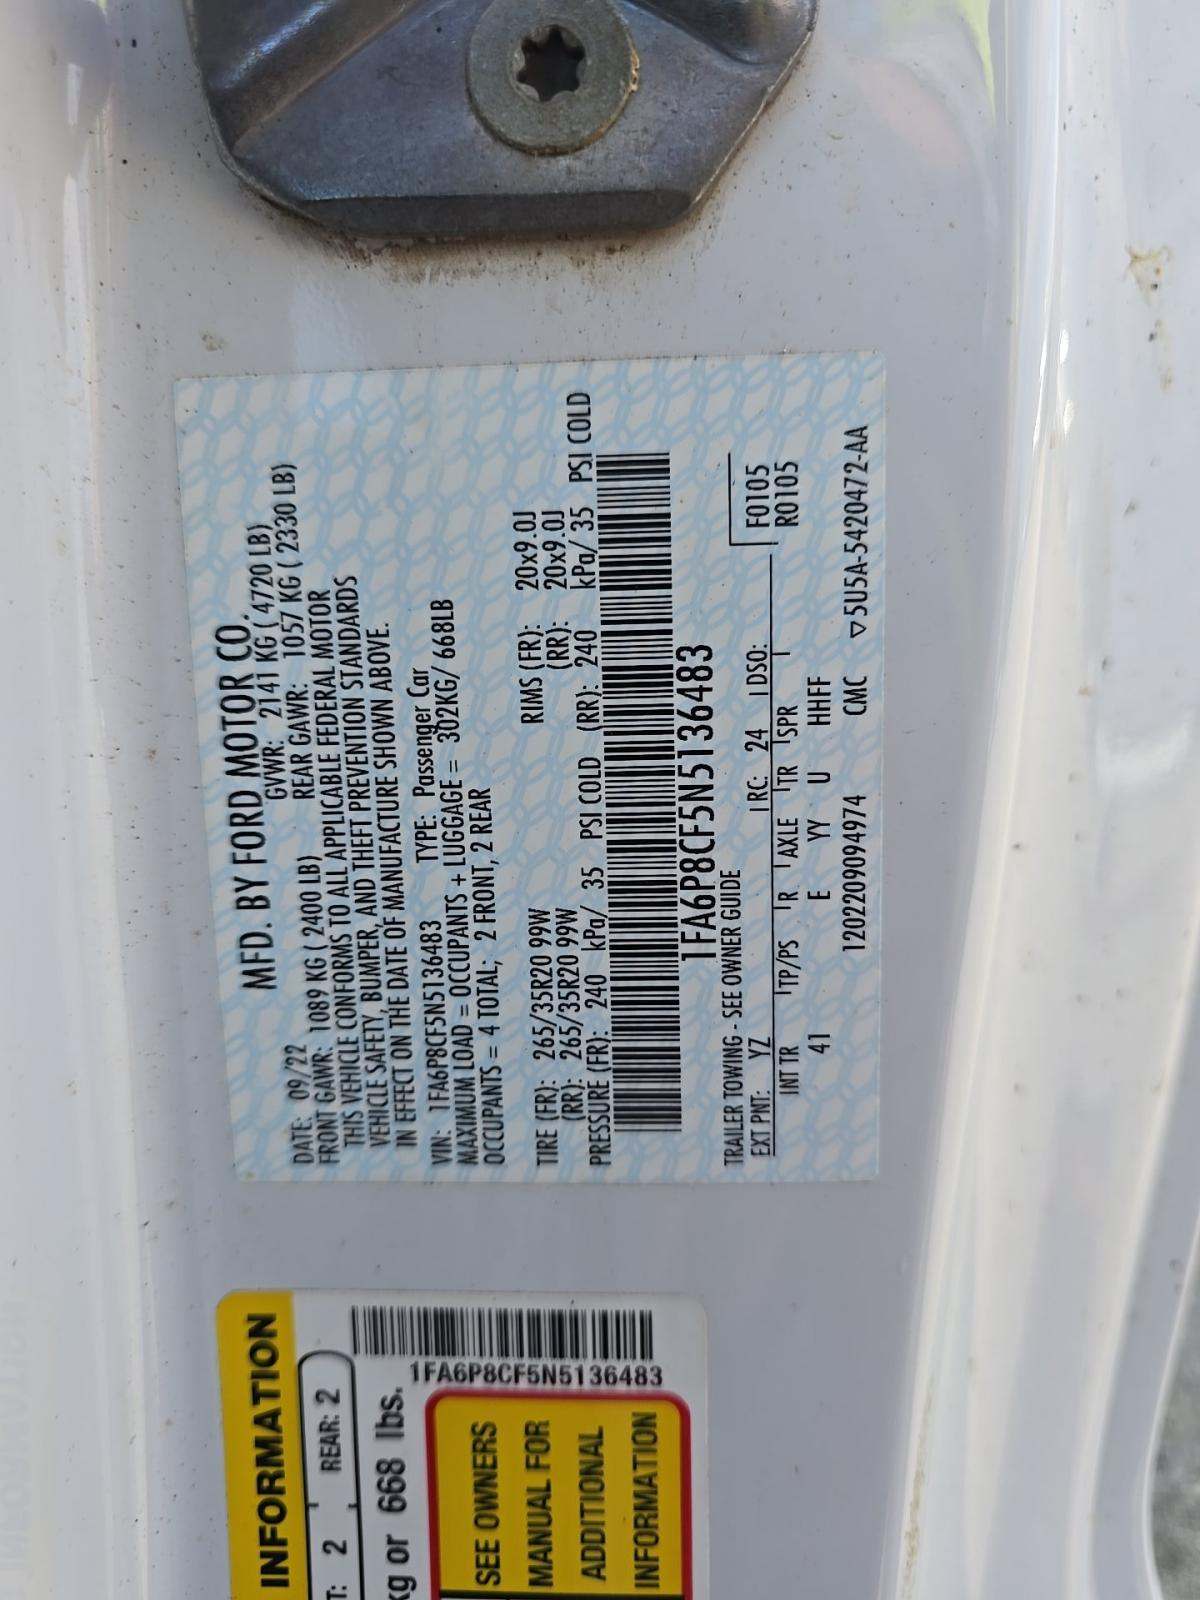 MFD. BY FORD MOTOR CO.
DATE: 09/22 GVWR: 2141 KG ( 4720 LB)
FRONT GAWR: 1089 KG ( 2400 LB) REAR GAWR: 1057 KG ( 2330 LB)
THIS VEHICLE CONFORMS TO ALL APPLICABLE FEDERAL MOTOR
VEHICLE SAFETY, BUMPER, AND THEFT PREVENTION STANDARDS
IN EFFECT ON THE DATE OF MANUFACTURE SHOWN ABOVE.
VIN: 1FA6P8CF5N5136483 TYPE: Passenger Car
MAXIMUM LOAD = OCCUPANTS + LUGGAGE = 302KG/ 668LB
OCCUPANTS = 4 TOTAL; 2 FRONT, 2 REAR
TIRE (FR): 265/35R20 99W RIMS (FR): 20x9.0J
(RR): 265/35R20 99W (RR): 20x9.0J
PRESSURE (FR): 240 kPa/ 35 PSI COLD (RR): 240 kPa/ 35 PSI COLD
1FA6P8CF5N5136483
TRAILER TOWING - SEE OWNER GUIDE
F0105
EXT PNT: YZ RC: 24 DSO: R0105
INT TR TP/PS R AXLE TR SPR
41 E YY U HHFF
1202209094974 CMC ▽5U5A-5420472-AA
INFORMATION
T: 2 REAR: 2
kg or 668 lbs.
1FA6P8CF5N5136483
SEE OWNERS
MANUAL FOR
ADDITIONAL
INFORMATION